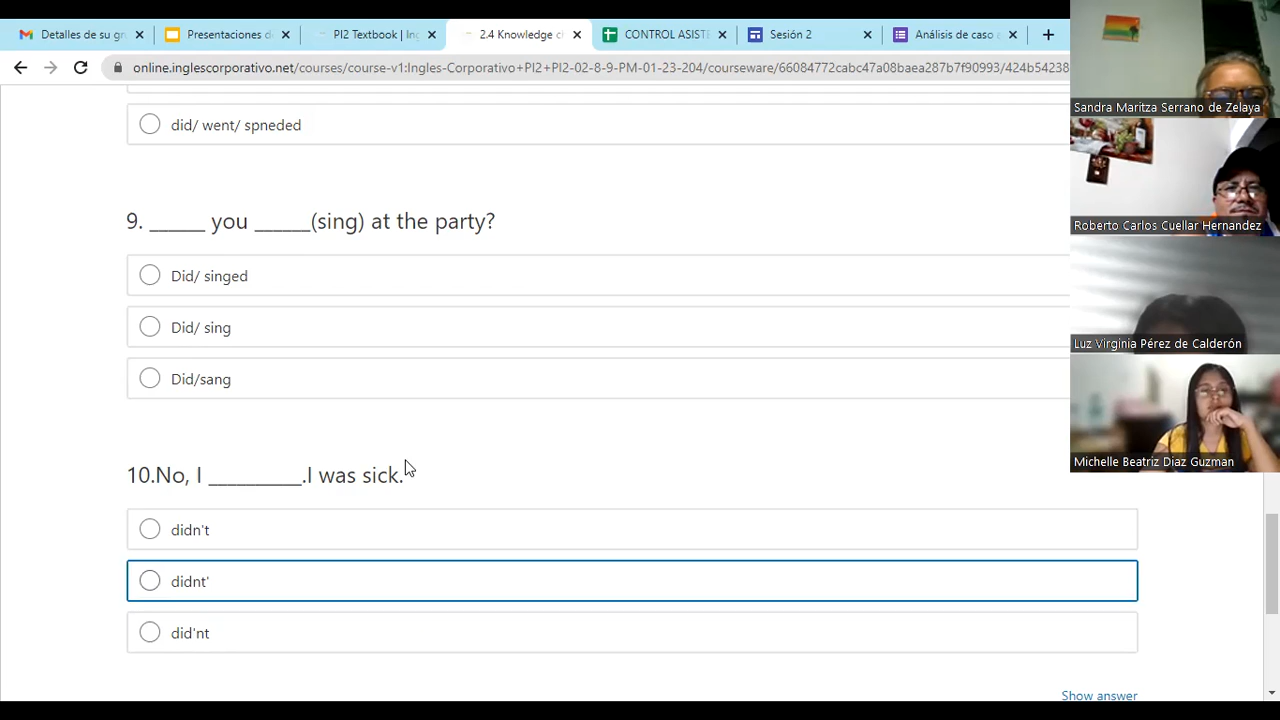 Detalles de su gr
Presentaciones d
PI2 Textbook | In
2.4 Knowledge c
CONTROL ASIST
Sesión 2
Análisis de caso
online.inglescorporativo.net/courses/course-v1:Ingles-Corporativo+PI2+PI2-02-8-9-PM-01-23-204/courseware/66084772cabc47a08baea287b7f90993/424b54238
did/ went/ spneded
9. ______ you ______(sing) at the party?
Did/ singed
Did/ sing
Did/sang
10.No, I __________.I was sick.
didn't
didnt'
did'nt
Show answer
Sandra Maritza Serrano de Zelaya
Roberto Carlos Cuellar Hernandez
Luz Virginia Pérez de Calderón
Michelle Beatriz Diaz Guzman